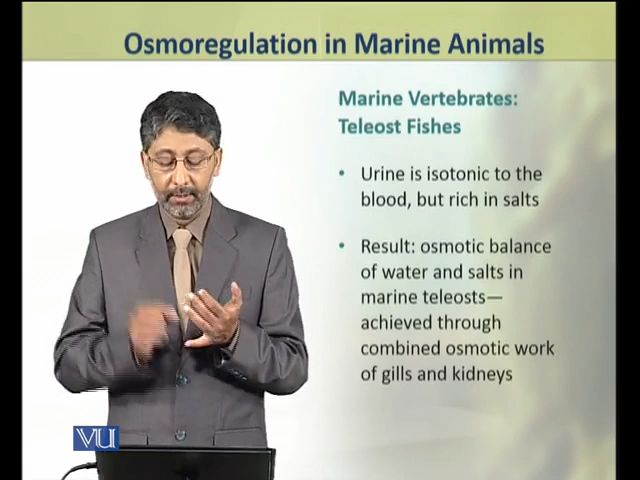 Osmoregulation in Marine Animals
Marine Vertebrates:
Teleost Fishes
• Urine is isotonic to the
blood, but rich in salts
• Result: osmotic balance
of water and salts in
marine teleosts—
achieved through
combined osmotic work
of gills and kidneys
VU